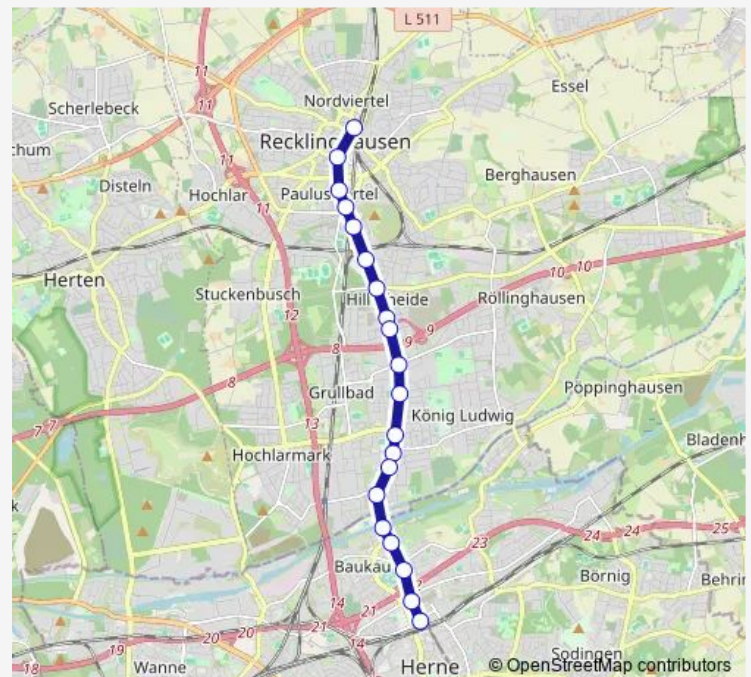 L 511
11
Nordviertel
Essel
Scherlebeck
11
chum
Recklinghausen
Disteln
Hochlar
11
Paulusviertel
Berghausen
11
10
10
Herten
Stuckenbusch
Röllinghausen
12
9
9
8
8
Grullbad
Pöppinghausen
7
7
13
König Ludwig
Hochlarmark
Bladenh
k
24
24
25
23
Baukau
Börnig
Behrin
14
21
20
20
21
14
18
19
Wanne
Herne
Sodingen
© OpenStreetMap contributors